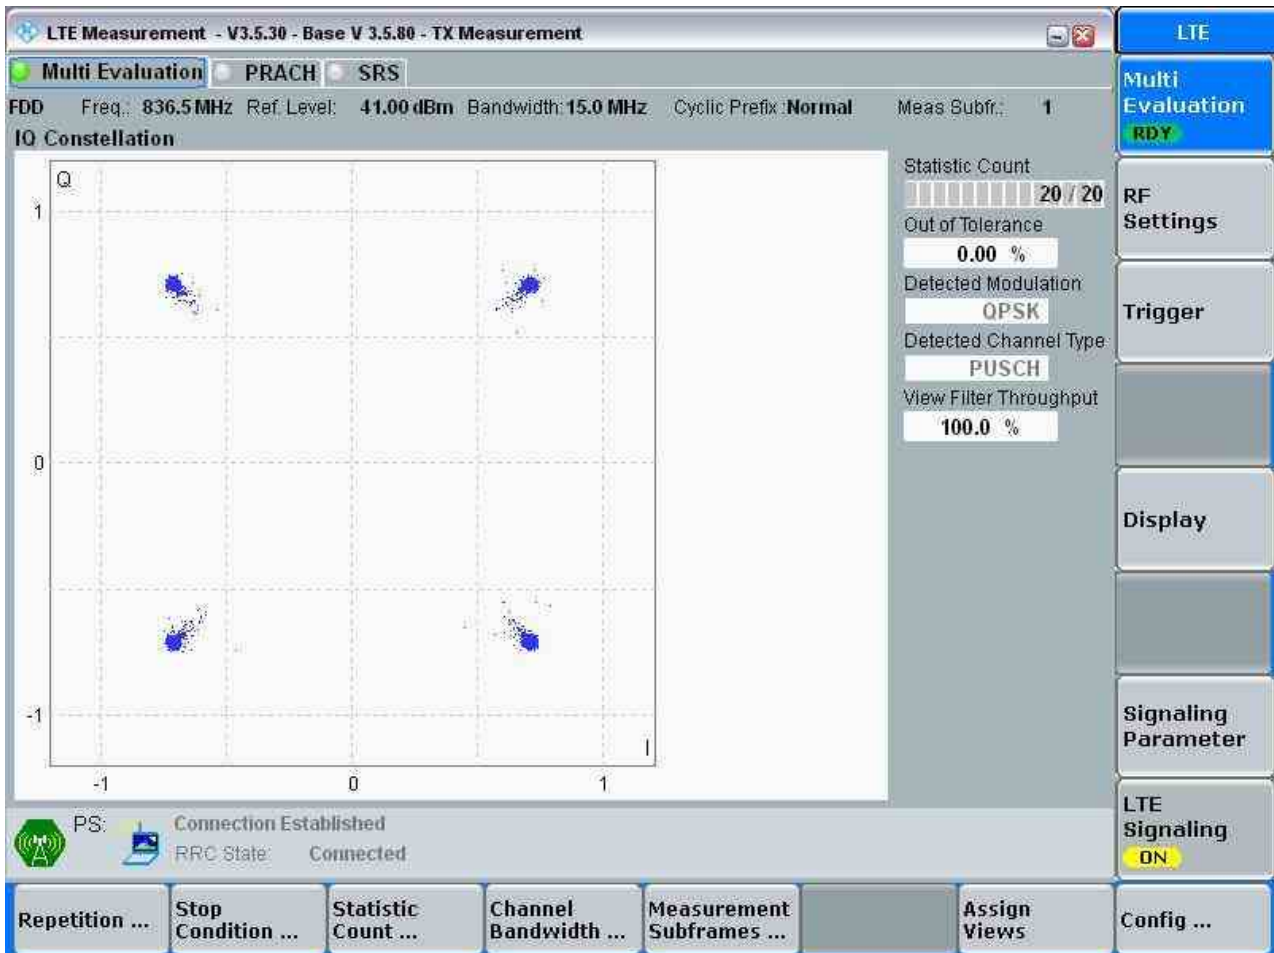 LTE Measurement - V3.5.30 - Base V 3.5.80 - TX Measurement
LTE
Multi Evaluation PRACH SRS
FDD Freq.: 836.5 MHz Ref. Level: 41.00 dBm Bandwidth: 15.0 MHz Cyclic Prefix :Normal Meas Subfr.: 1
IQ Constellation
Q
1
0
-1
I
-1 0 1
Statistic Count
20 / 20
Out of Tolerance
0.00 %
Detected Modulation
QPSK
Detected Channel Type
PUSCH
View Filter Throughput
100.0 %
Multi
Evaluation
RDY
RF
Settings
Trigger
Display
Signaling
Parameter
LTE
Signaling
ON
PS: Connection Established
RRC State: Connected
Repetition ...
Stop
Condition ...
Statistic
Count ...
Channel
Bandwidth ...
Measurement
Subframes ...
Assign
Views
Config ...